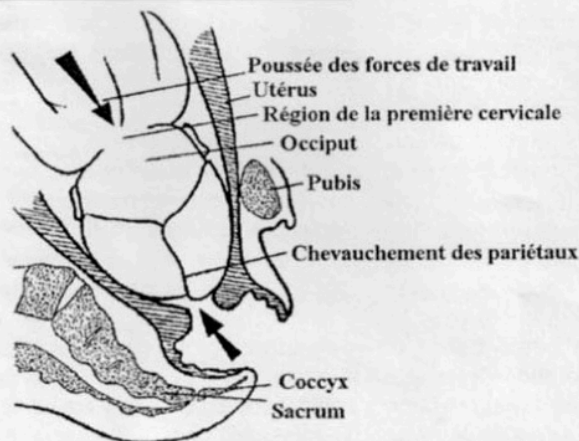 Poussée des forces de travail
Utérus
Région de la première cervicale
Occiput
Pubis
Chevauchement des pariétaux
Coccyx
Sacrum